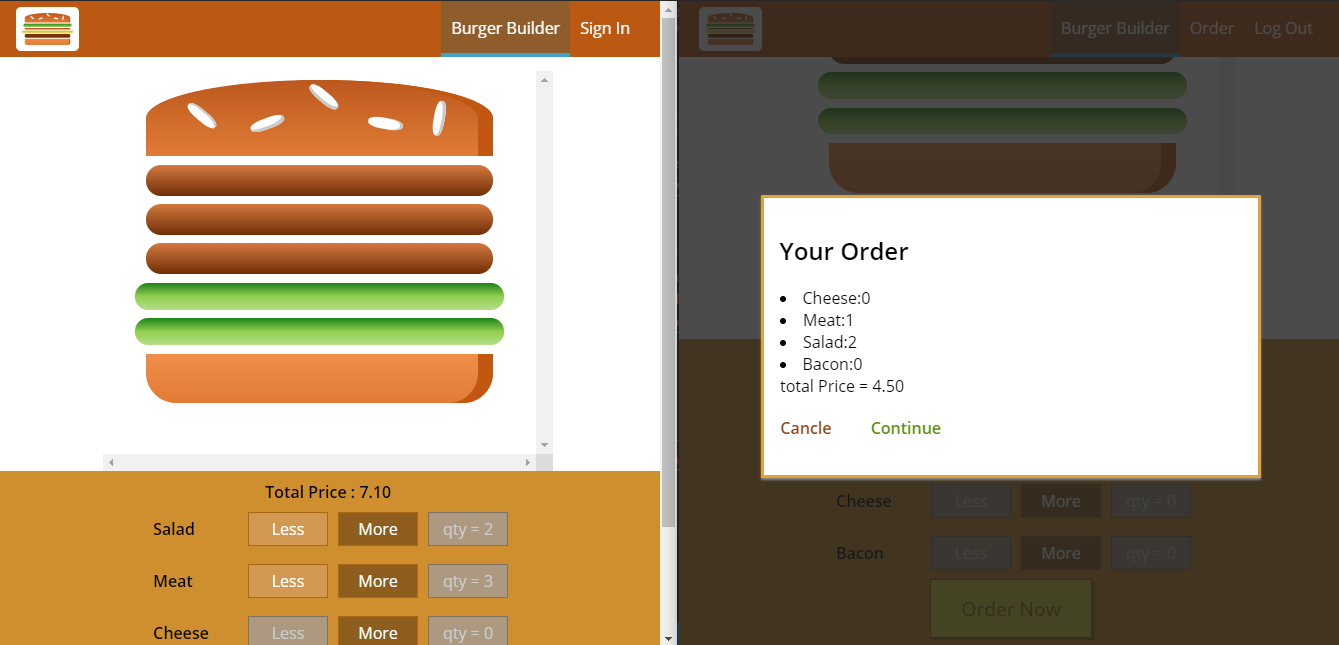 Burger Builder Sign In
Total Price : 7.10
Salad Less More qty = 2
Meat Less More qty = 3
Cheese Less More qty = 0
Burger Builder Order Log Out
Your Order
Cheese:0
Meat:1
Salad:2
Bacon:0
total Price = 4.50
Cancle Continue
Cheese Less More qty = 0
Bacon Less More qty = 0
Order Now